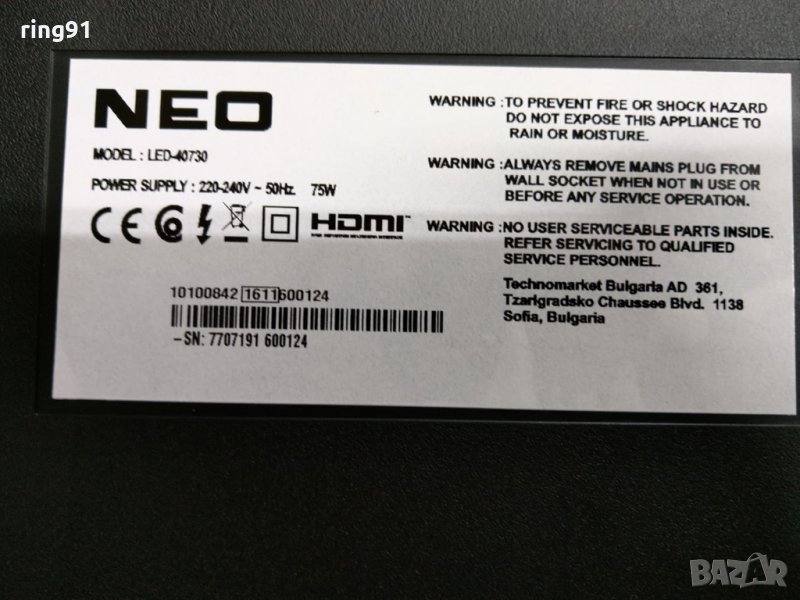 ring91
NEO
MODEL : LED-40730
POWER SUPPLY : 220-240V ~ 50Hz. 75W
CE
HDMI
10100842 1611600124
-SN: 7707191 600124
WARNING :TO PREVENT FIRE OR SHOCK HAZARD
DO NOT EXPOSE THIS APPLIANCE TO
RAIN OR MOISTURE.
WARNING :ALWAYS REMOVE MAINS PLUG FROM
WALL SOCKET WHEN NOT IN USE OR
BEFORE ANY SERVICE OPERATION.
WARNING :NO USER SERVICEABLE PARTS INSIDE.
REFER SERVICING TO QUALIFIED
SERVICE PERSONNEL.
Technomarket Bulgaria AD 361,
Tzarigradsko Chaussee Blvd. 1138
Sofia, Bulgaria
BAZAR